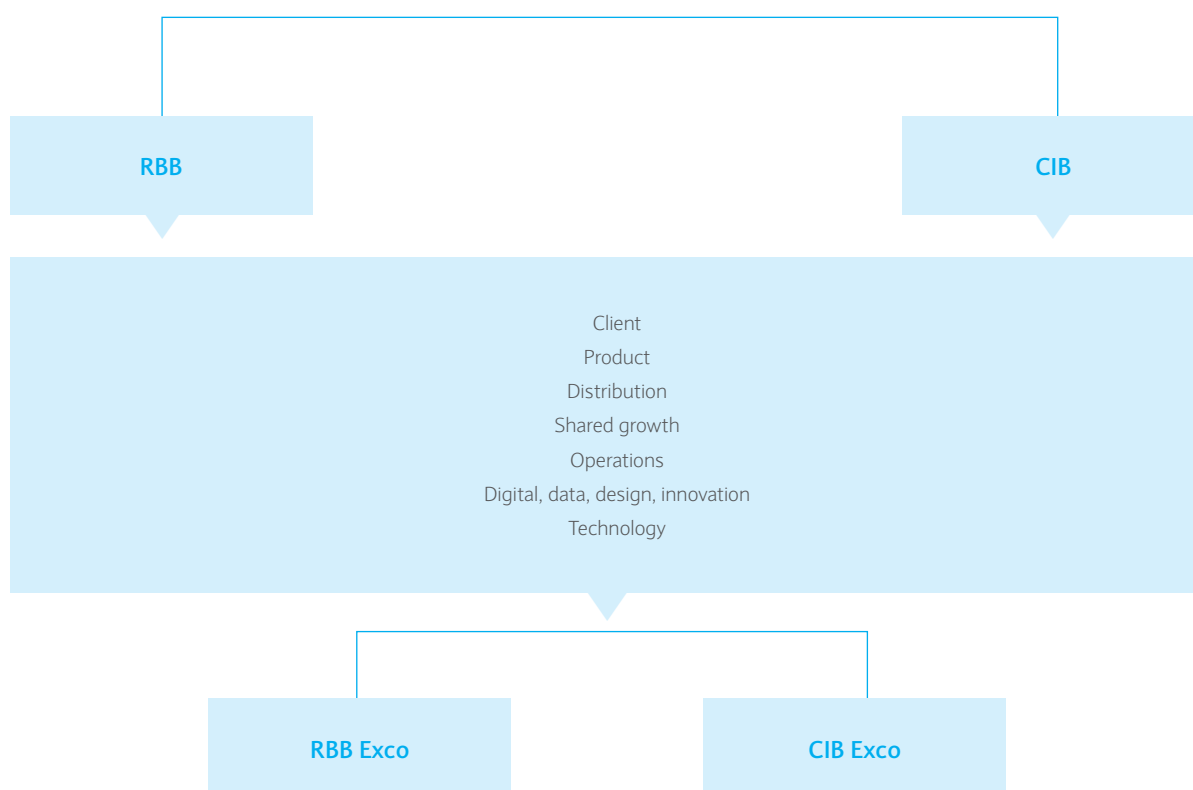 RBB
CIB
Client
Product
Distribution
Shared growth
Operations
Digital, data, design, innovation
Technology
RBB Exco
CIB Exco